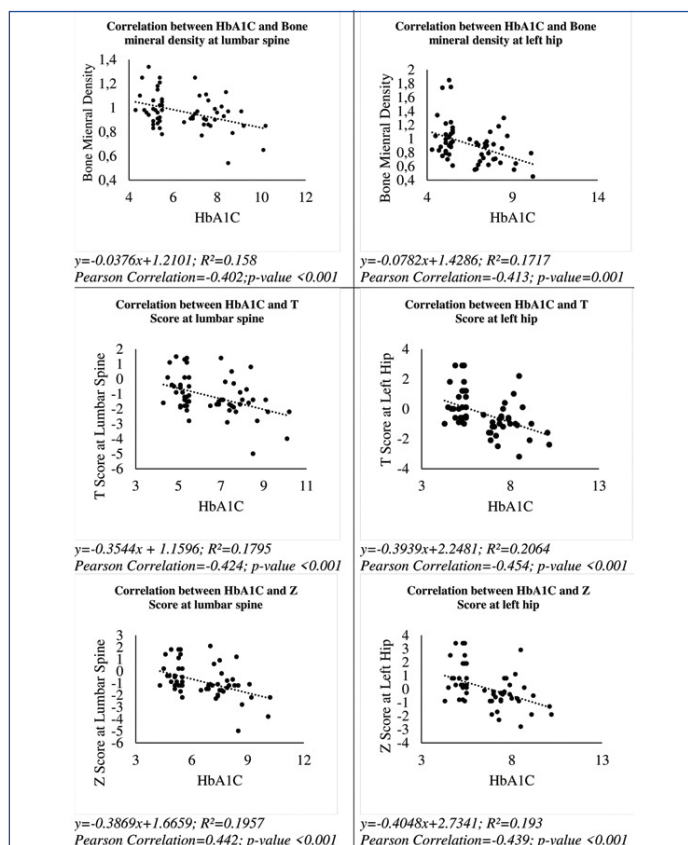 Correlation between HbA1C and Bone
mineral density at lumbar spine
Bone Mienral Density
1,4
1,2
1
0,8
0,6
0,4
4 6 8 10 12
HbA1C
y=-0.0376x+1.2101; R²=0.158
Pearson Correlation=-0.402;p-value <0.001
Correlation between HbA1C and Bone
mineral density at left hip
Bone Mienral Density
2
1,8
1,6
1,4
1,2
1
0,8
0,6
0,4
4 9 14
HbA1C
y=-0.0782x+1.4286; R²=0.1717
Pearson Correlation=-0.413; p-value=0.001
Correlation between HbA1C and T
Score at lumbar spine
T Score at Lumbar Spine
2
1
0
-1
-2
-3
-4
-5
-6
3 5 7 9 11
HbA1C
y=-0.3544x + 1.1596; R²=0.1795
Pearson Correlation=-0.424; p-value <0.001
Correlation between HbA1C and T
Score at left hip
T Score at Left Hip
4
2
0
-2
-4
3 8 13
HbA1C
y=-0.3939x+2.2481; R²=0.2064
Pearson Correlation=-0.454; p-value <0.001
Correlation between HbA1C and Z
Score at lumbar spine
Z Score at Lumbar Spine
3
2
1
0
-1
-2
-3
-4
-5
-6
3 6 9 12
HbA1C
y=-0.3869x+1.6659; R²=0.1957
Pearson Correlation=0.442; p-value <0.001
Correlation between HbA1C and Z
Score at left hip
Z Score at Left Hip
4
3
2
1
0
-1
-2
-3
-4
3 8 13
HbA1C
y=-0.4048x+2.7341; R²=0.193
Pearson Correlation=-0.439; p-value <0.001